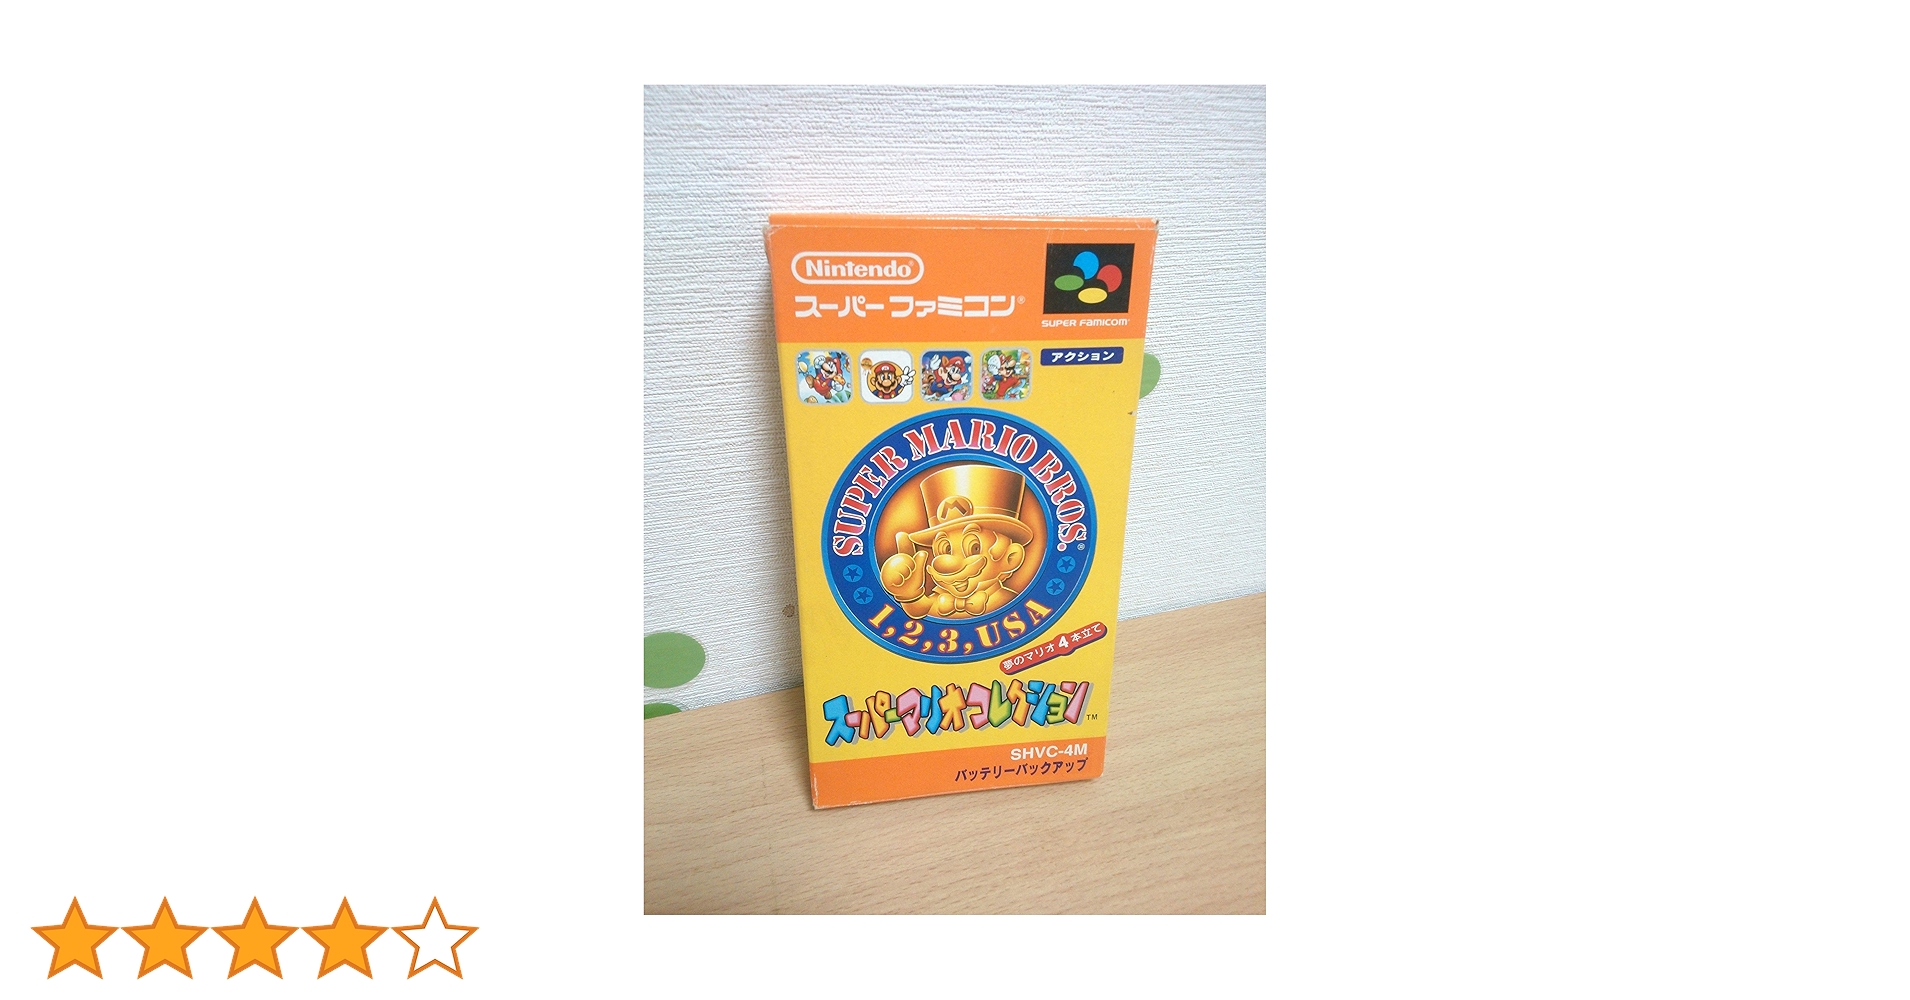 Nintendo®
スーパーファミコン®
SUPER FAMICOM
アクション
SUPER MARIO BROS.®
1, 2, 3, USA
夢のマリオ4本立て
スーパーマリオコレクション™
SHVC-4M
バッテリーバックアップ